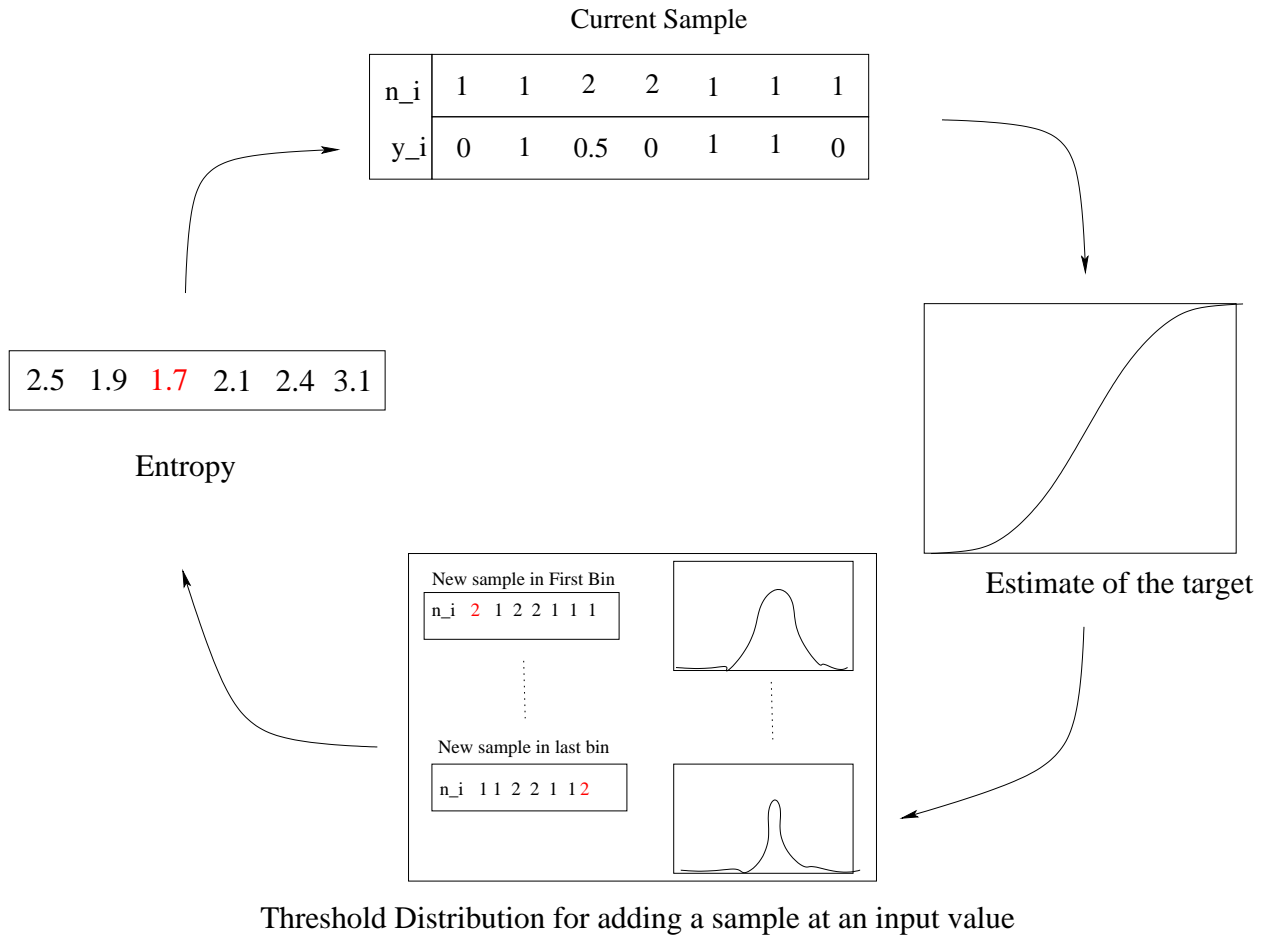 Current Sample
n_i 1 1 2 2 1 1 1
y_i 0 1 0.5 0 1 1 0
2.5 1.9 1.7 2.1 2.4 3.1
Entropy
Estimate of the target
New sample in First Bin
n_i 2 1 2 2 1 1 1
New sample in last bin
n_i 1 1 2 2 1 1 2
Threshold Distribution for adding a sample at an input value